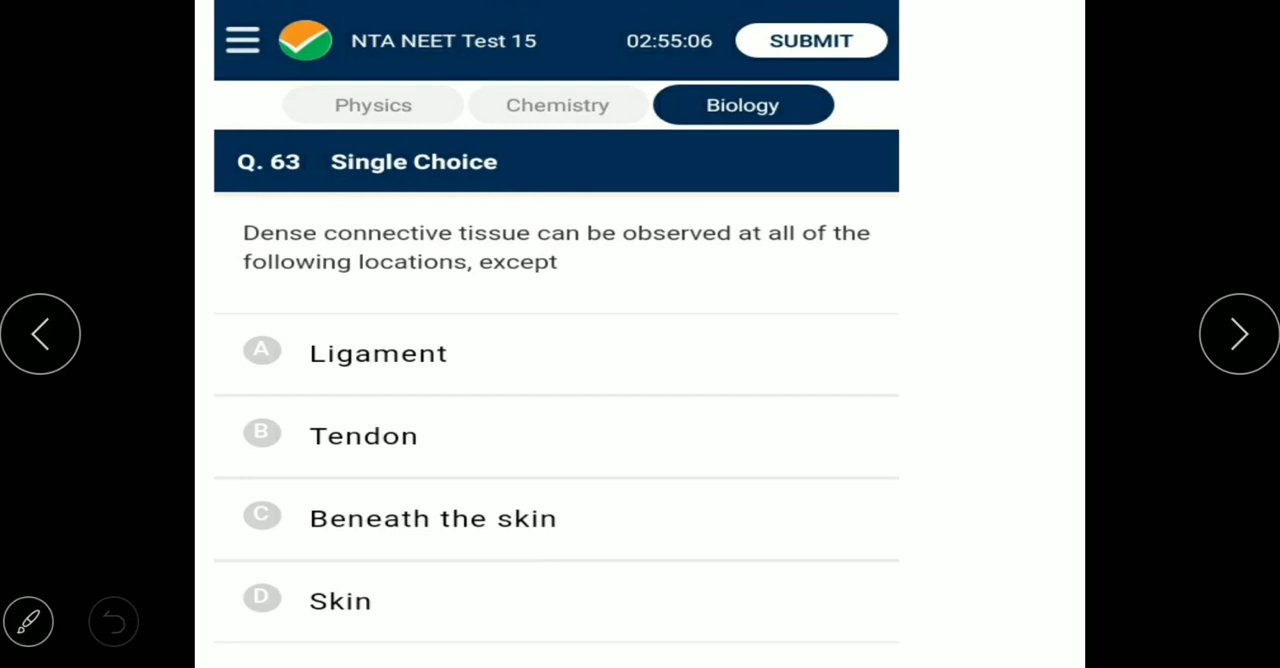 NTA NEET Test 15 02:55:06 SUBMIT
Physics Chemistry Biology
Q. 63 Single Choice
Dense connective tissue can be observed at all of the
following locations, except
A Ligament
B Tendon
C Beneath the skin
D Skin